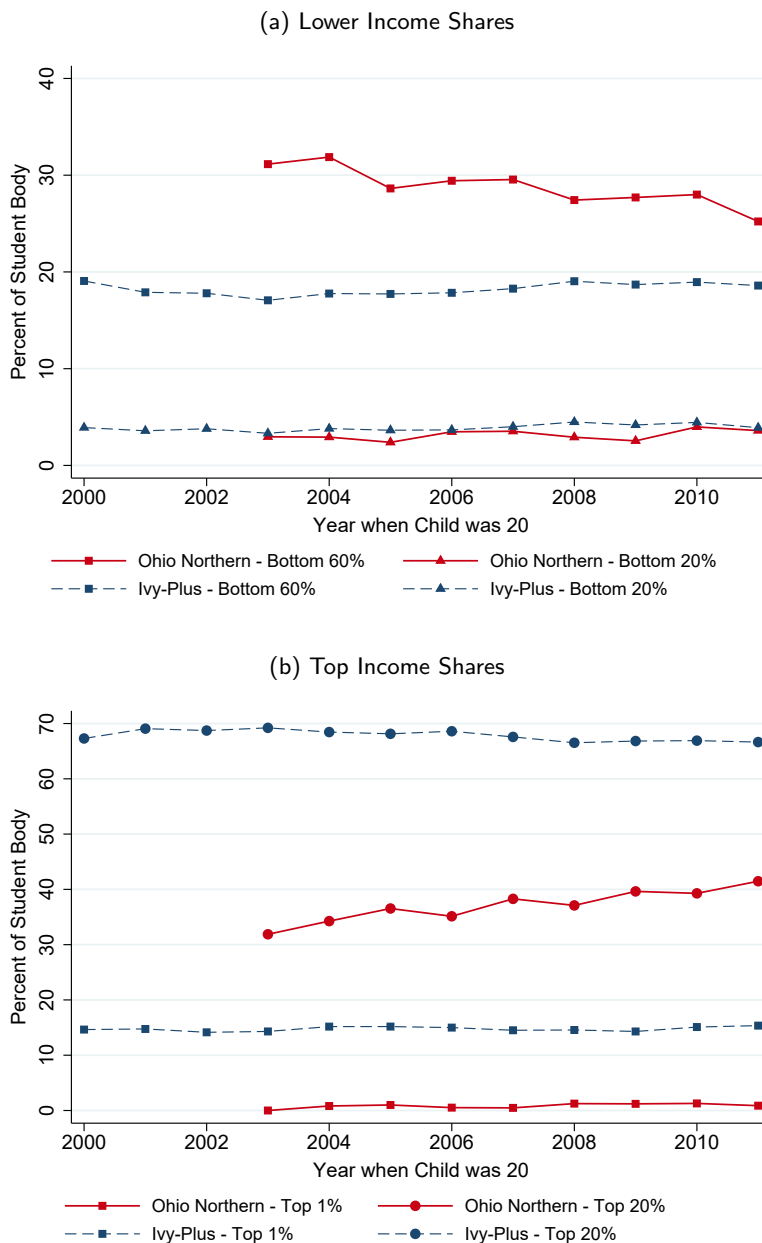 (a) Lower Income Shares
40
30
20
10
0
Percent of Student Body
2000 2002 2004 2006 2008 2010
Year when Child was 20
Ohio Northern - Bottom 60% Ohio Northern - Bottom 20%
Ivy-Plus - Bottom 60% Ivy-Plus - Bottom 20%
(b) Top Income Shares
70
60
50
40
30
20
10
0
Percent of Student Body
2000 2002 2004 2006 2008 2010
Year when Child was 20
Ohio Northern - Top 1% Ohio Northern - Top 20%
Ivy-Plus - Top 1% Ivy-Plus - Top 20%